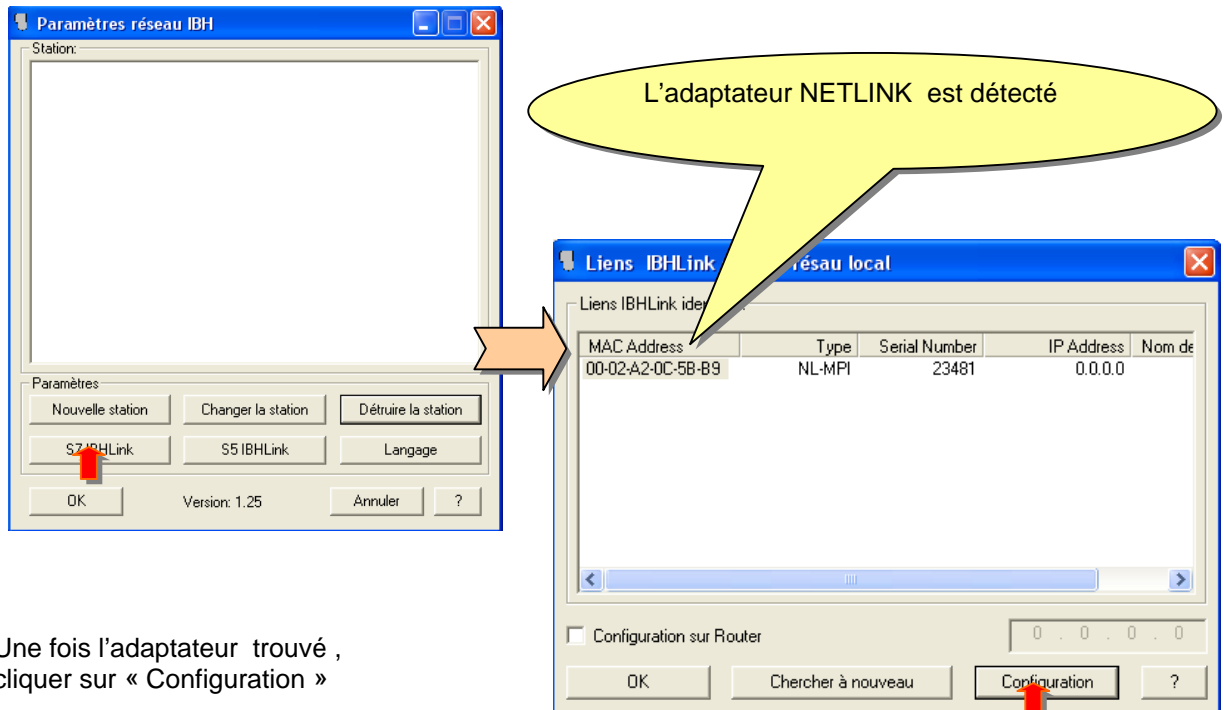 Paramètres réseau IBH
Station:
L'adaptateur NETLINK est détecté
Liens IBHLink résau local
Liens IBHLink
MAC Address Type Serial Number IP Address Nom de
00-02-A2-0C-5B-B9 NL-MPI 23481 0.0.0.0
Paramètres
Nouvelle station Changer la station Détruire la station
S7 IBHLink S5 IBHLink Langage
OK Version: 1.25 Annuler ?
Configuration sur Router 0 . 0 . 0 . 0
OK Chercher à nouveau Configuration ?
Une fois l'adaptateur trouvé ,
cliquer sur « Configuration »